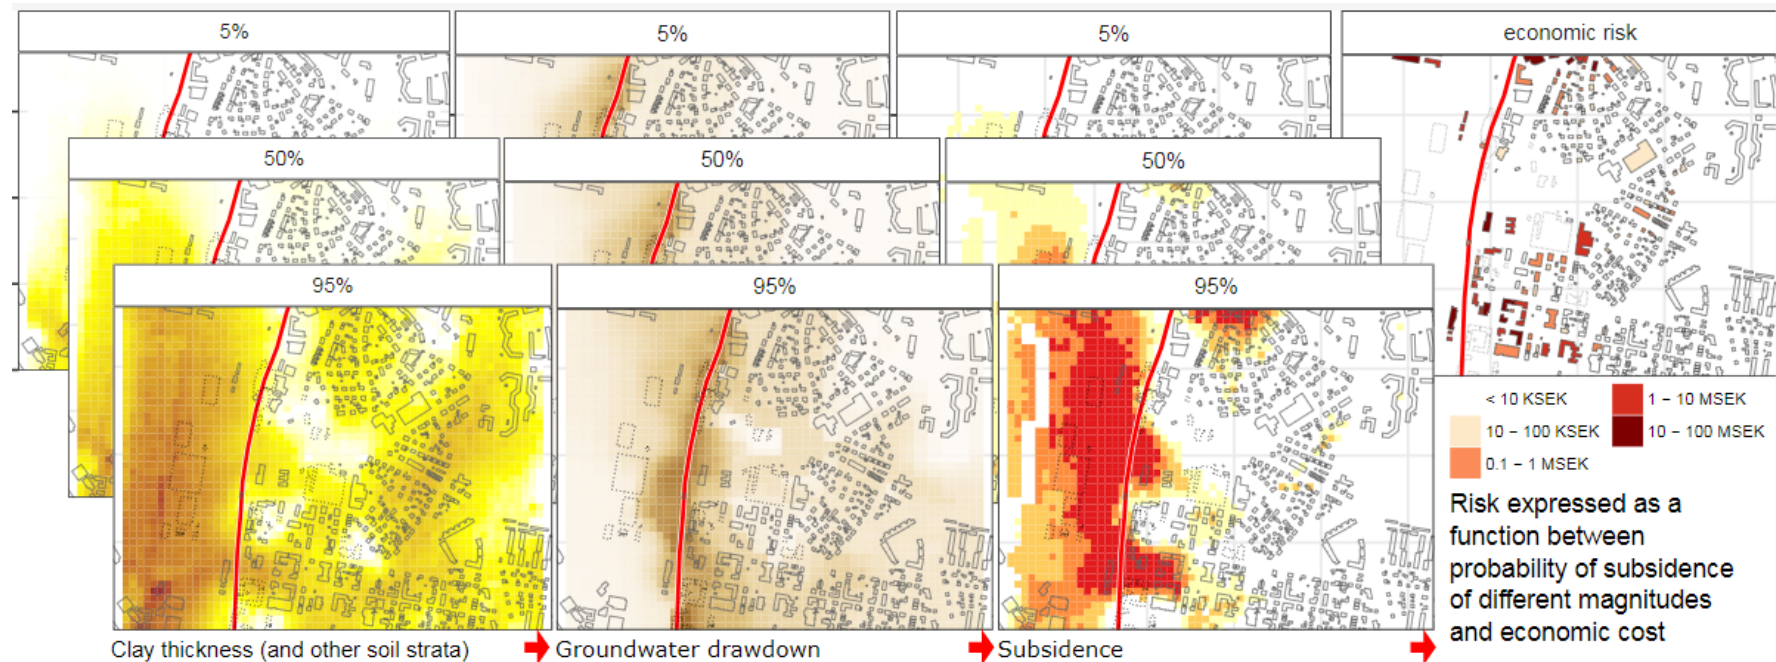 5%
5%
5%
economic risk
50%
50%
50%
95%
95%
95%
< 10 KSEK
1 – 10 MSEK
10 – 100 KSEK
10 – 100 MSEK
0.1 – 1 MSEK
Risk expressed as a
function between
probability of subsidence
of different magnitudes
and economic cost
Clay thickness (and other soil strata)
Groundwater drawdown
Subsidence